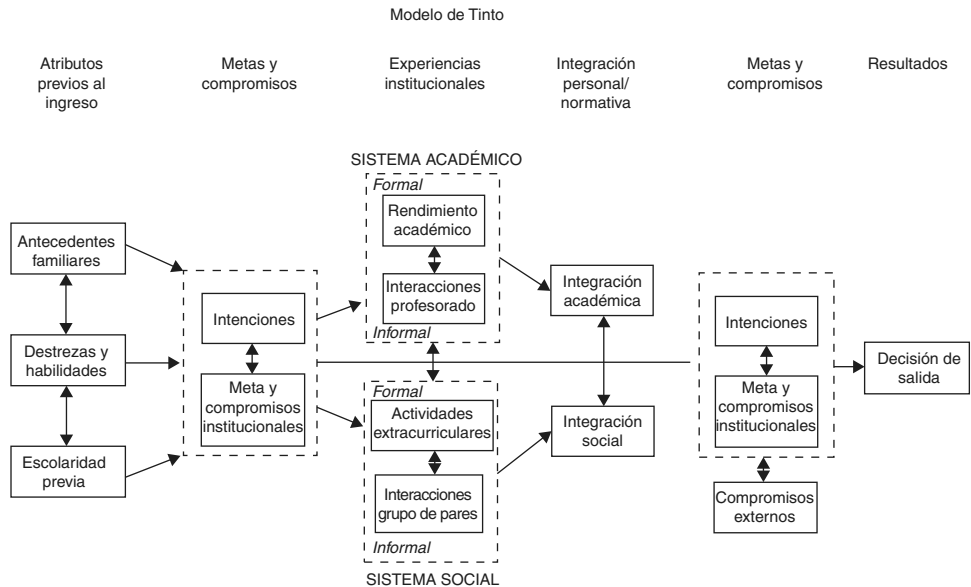 Modelo de Tinto
Atributos
previos al
ingreso
Metas y
compromisos
Experiencias
institucionales
Integración
personal/
normativa
Metas y
compromisos
Resultados
SISTEMA ACADÉMICO
Formal
Rendimiento
académico
Interacciones
profesorado
Informal
Antecedentes
familiares
Destrezas y
habilidades
Escolaridad
previa
Intenciones
Meta y
compromisos
institucionales
Formal
Actividades
extracurriculares
Interacciones
grupo de pares
Informal
SISTEMA SOCIAL
Integración
académica
Integración
social
Intenciones
Meta y
compromisos
institucionales
Compromisos
externos
Decisión de
salida